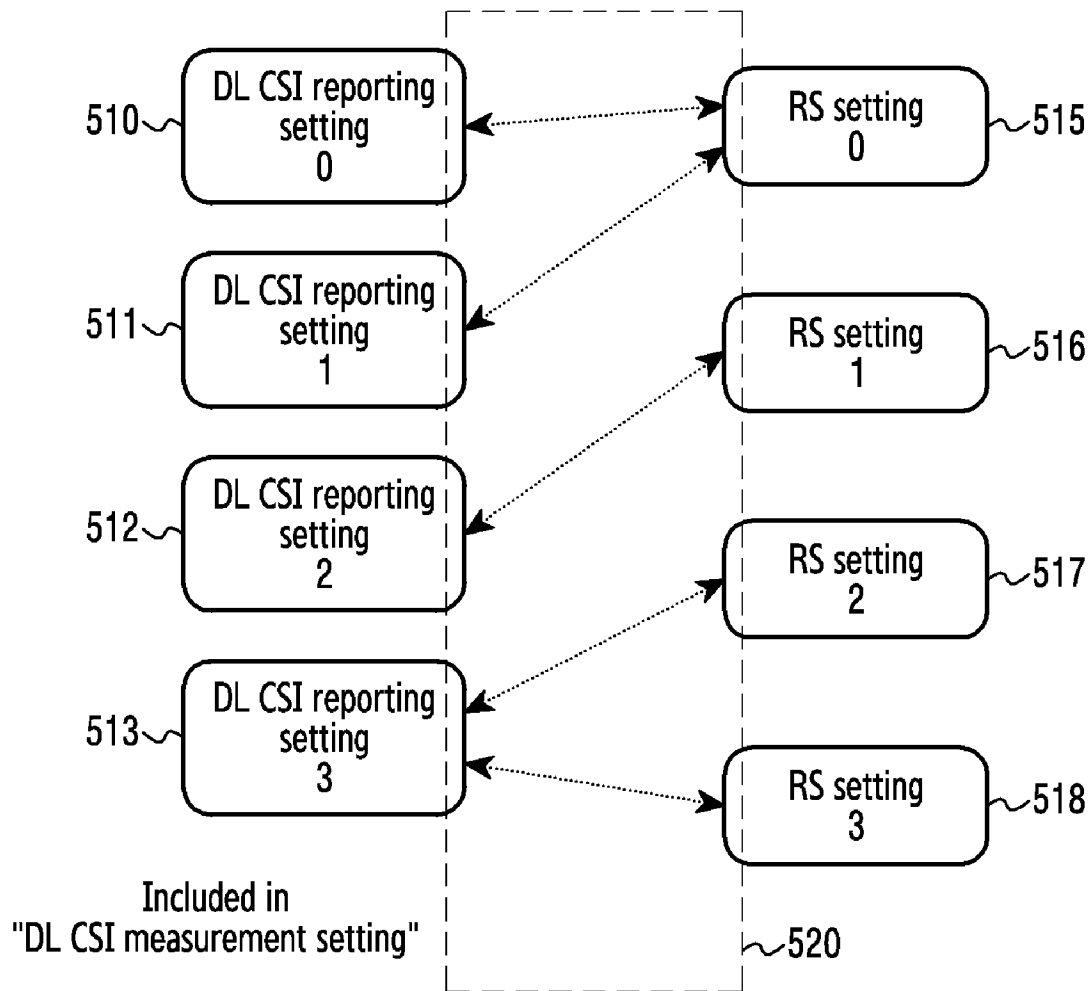 510
DL CSI reporting
setting
0
RS setting
0
515
511
DL CSI reporting
setting
1
RS setting
1
516
512
DL CSI reporting
setting
2
RS setting
2
517
513
DL CSI reporting
setting
3
RS setting
3
518
Included in
"DL CSI measurement setting"
520